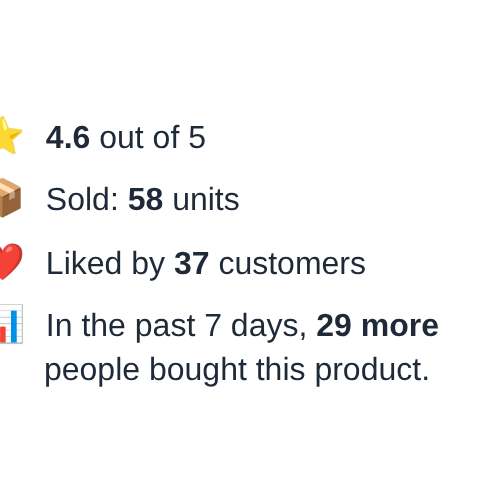 4.6 out of 5
Sold: 58 units
Liked by 37 customers
In the past 7 days, 29 more
people bought this product.